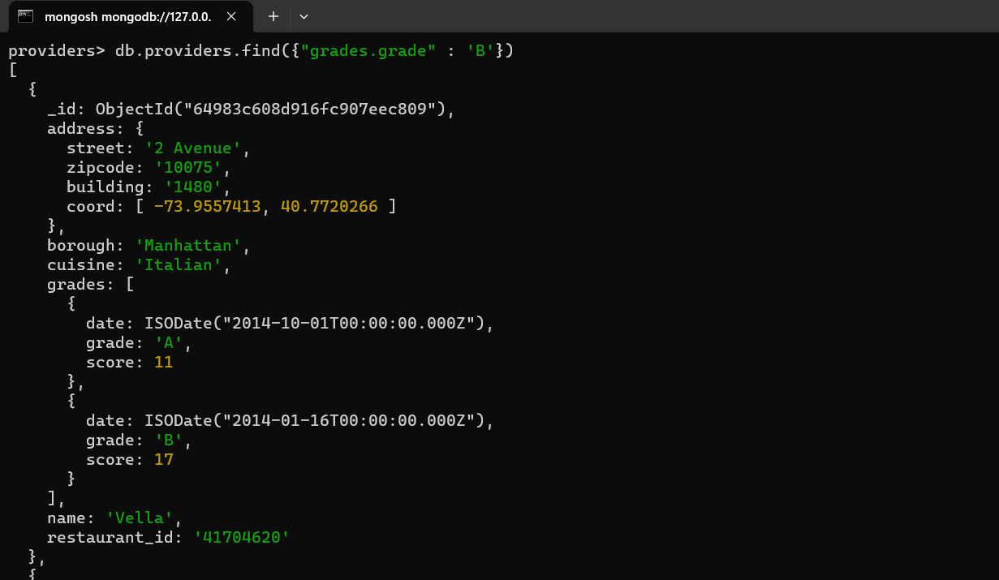 mongosh mongodb://127.0.0.
providers> db.providers.find({"grades.grade" : 'B'})
[
  {
    _id: ObjectId("64983c608d916fc907eec809"),
    address: {
      street: '2 Avenue',
      zipcode: '10075',
      building: '1480',
      coord: [ -73.9557413, 40.7720266 ]
    },
    borough: 'Manhattan',
    cuisine: 'Italian',
    grades: [
      {
        date: ISODate("2014-10-01T00:00:00.000Z"),
        grade: 'A',
        score: 11
      },
      {
        date: ISODate("2014-01-16T00:00:00.000Z"),
        grade: 'B',
        score: 17
      }
    ],
    name: 'Vella',
    restaurant_id: '41704620'
  },
  {